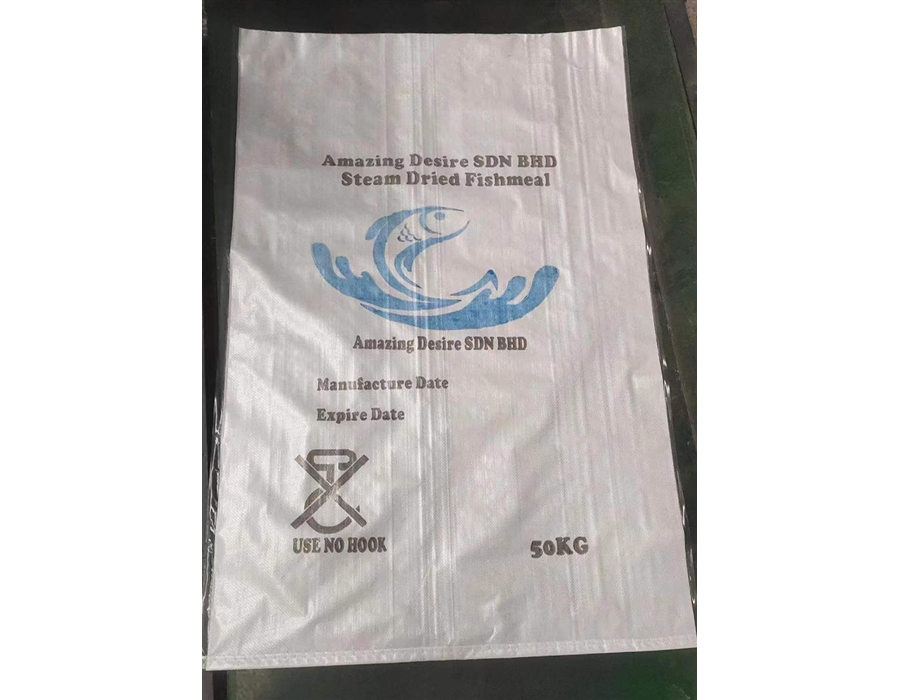 Amazing Desire SDN BHD
Steam Dried Fishmeal
Amazing Desire SDN BHD
Manufacture Date
Expire Date
USE NO HOOK
50KG